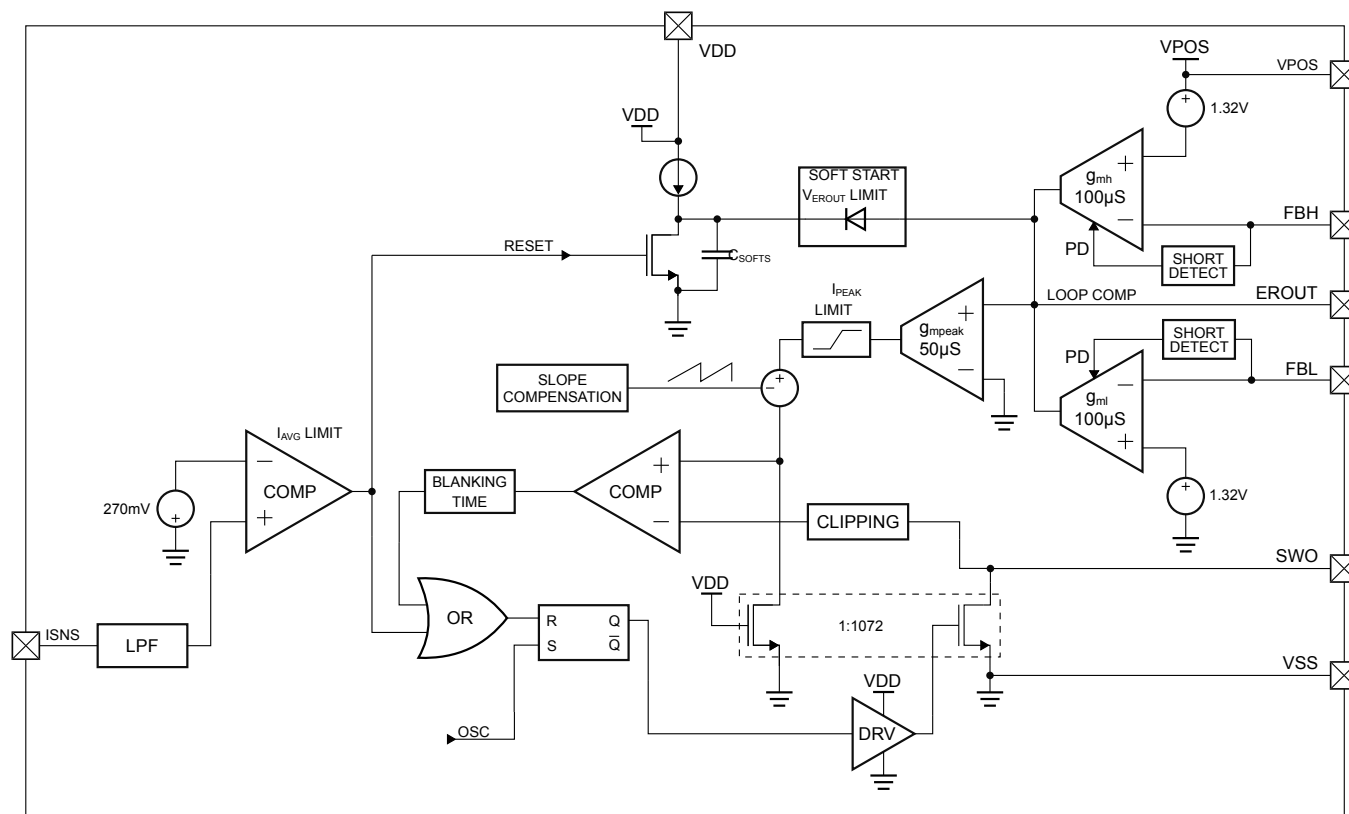 VDD
VPOS
VPOS
1.32V
VDD
+
+
gmh
100µS
−
FBH
PD
SHORT
DETECT
SOFT START
VEROUT LIMIT
RESET
CSOFTS
LOOP COMP
EROUT
IPEAK
LIMIT
+
gmpeak
50µS
−
SHORT
DETECT
PD
−
FBL
gml
100µS
+
+
1.32V
SLOPE
COMPENSATION
+
−
IAVG LIMIT
−
COMP
+
270mV
+
BLANKING
TIME
+
COMP
−
CLIPPING
SWO
VDD
1:1072
OR
R
Q
S
Q̅
ISNS
LPF
VSS
VDD
DRV
OSC